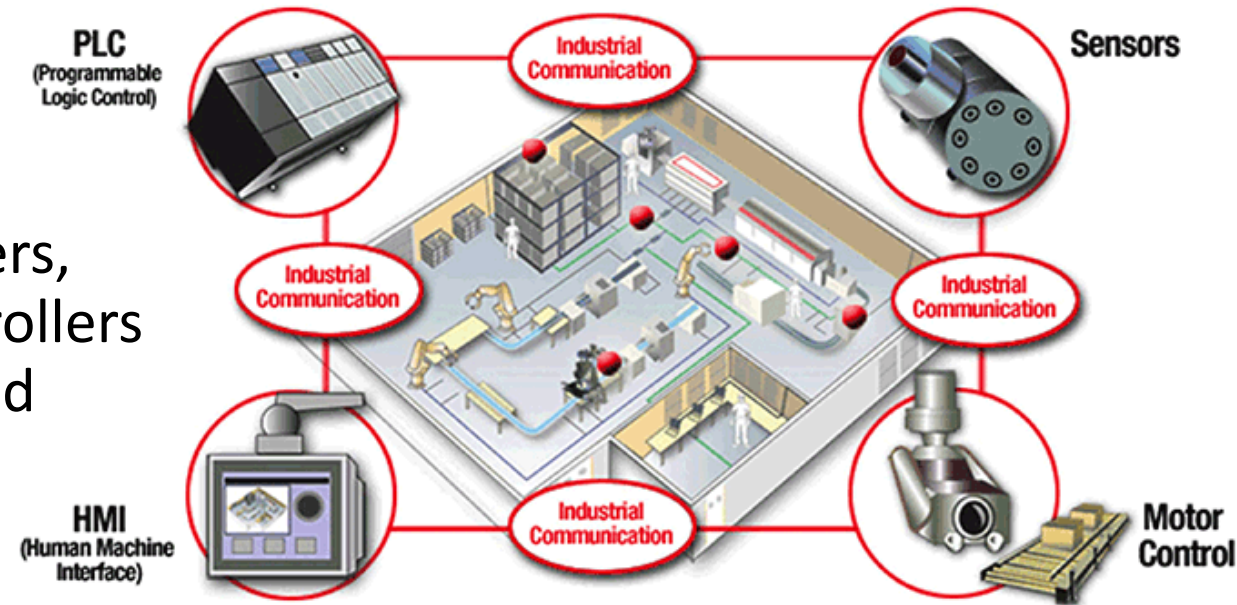 PLC
(Programmable
Logic Control)
Industrial
Communication
Sensors
ers,
rollers
d
Industrial
Communication
Industrial
Communication
HMI
(Human Machine
Interface)
Industrial
Communication
Motor
Control